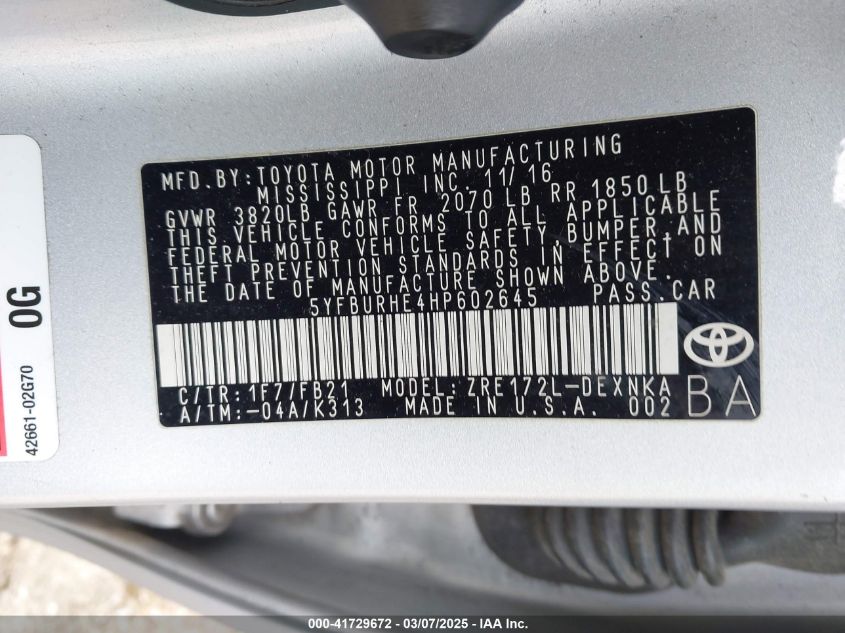 MFD.BY:TOYOTA MOTOR MANUFACTURING
MISSISSIPPI INC. 11/16
GVWR 3820LB GAWR FR 2070 LB RR 1850LB
THIS VEHICLE CONFORMS TO ALL APPLICABLE
FEDERAL MOTOR VEHICLE SAFETY,BUMPER,AND
THEFT PREVENTION STANDARDS IN EFFECT ON
THE DATE OF MANUFACTURE SHOWN ABOVE.
5YFBURHE4HP602645 PASS.CAR
C/TR:1F7/FB21 MODEL:ZRE172L-DEXNKA
A/TM:-04A/K313 MADE IN U.S.A. 002
BA
0G
42661-02G70
000-41729672 - 03/07/2025 - IAA Inc.